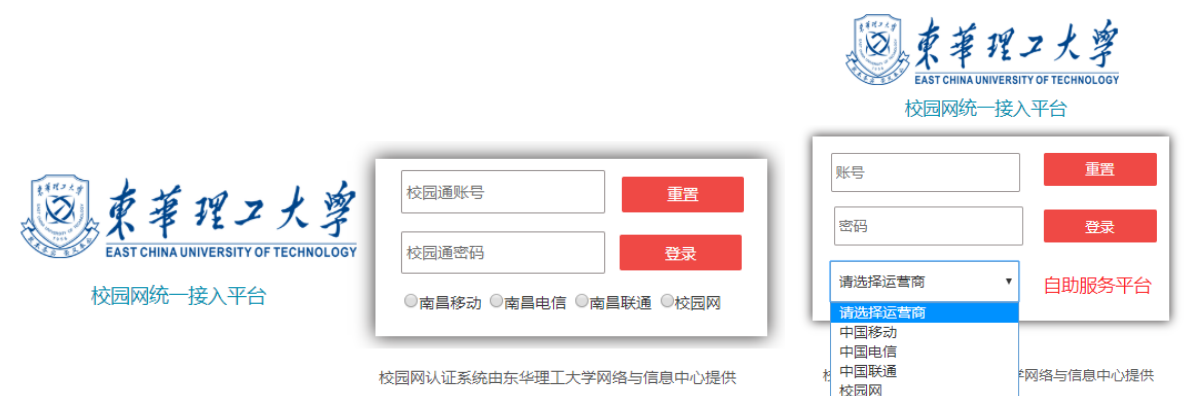 東華理工大学
EAST CHINA UNIVERSITY OF TECHNOLOGY
校园网统一接入平台
校园通账号
重置
校园通密码
登录
南昌移动 南昌电信 南昌联通 校园网
校园网认证系统由东华理工大学网络与信息中心提供
東華理工大学
EAST CHINA UNIVERSITY OF TECHNOLOGY
校园网统一接入平台
账号
重置
密码
登录
请选择运营商
自助服务平台
请选择运营商
中国移动
中国电信
中国联通
校园网
学网络与信息中心提供